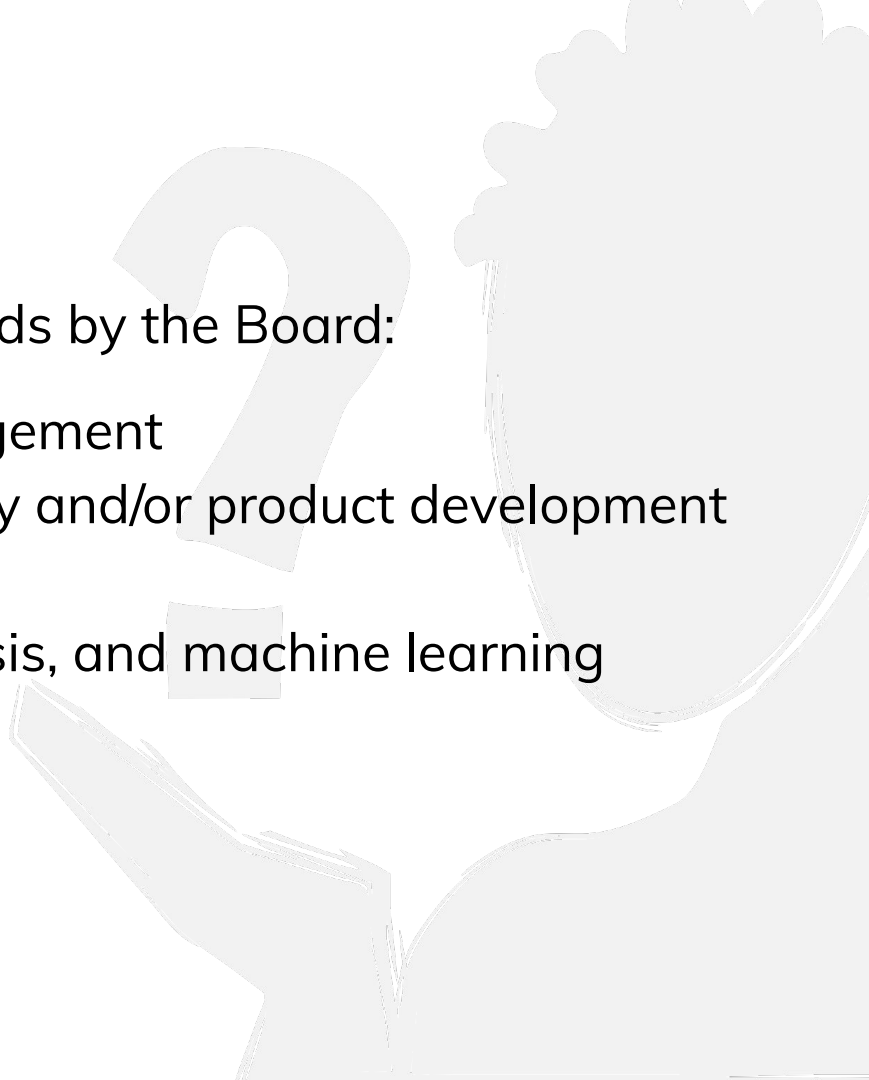 ds by the Board:
gement
y and/or product development
sis, and machine learning